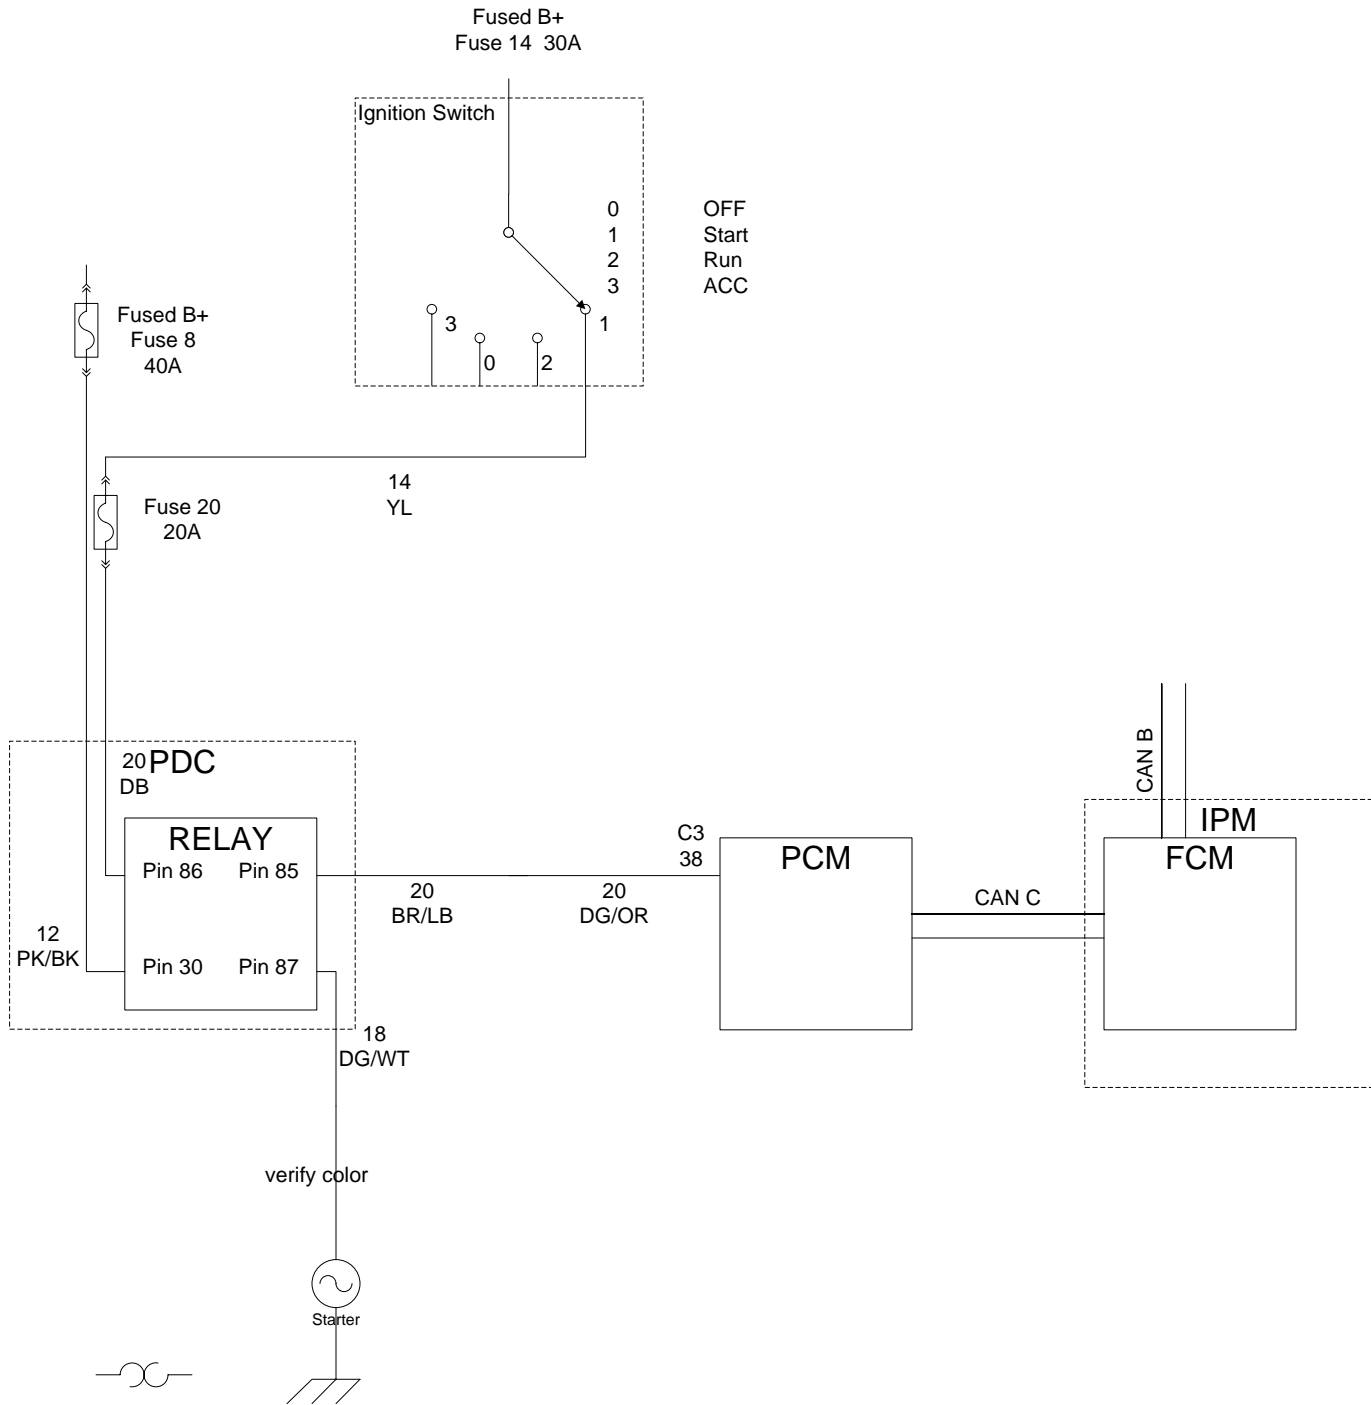 Fused B+
Fuse 14 30A
Ignition Switch
0 OFF
1 Start
2 Run
3 ACC
3
0
2
1
Fused B+
Fuse 8
40A
14
YL
Fuse 20
20A
20
DB
PDC
RELAY
Pin 86 Pin 85
Pin 30 Pin 87
12
PK/BK
20
BR/LB
20
DG/OR
C3
38
PCM
CAN C
CAN B
IPM
FCM
18
DG/WT
verify color
Starter